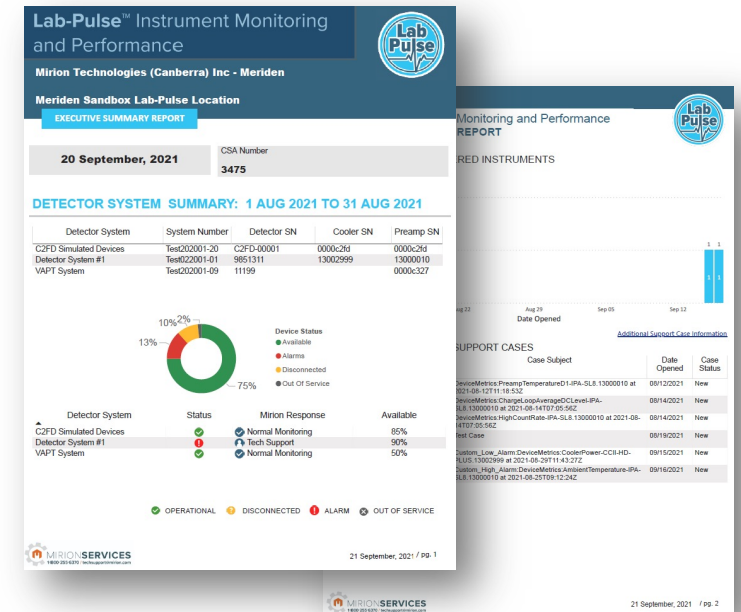 Lab-Pulse™ Instrument Monitoring
and Performance
Lab
Pulse
Mirion Technologies (Canberra) Inc - Meriden
Meriden Sandbox Lab-Pulse Location
EXECUTIVE SUMMARY REPORT
20 September, 2021
CSA Number
3475
DETECTOR SYSTEM SUMMARY: 1 AUG 2021 TO 31 AUG 2021
Detector System System Number Detector SN Cooler SN Preamp SN
C2FD Simulated Devices Test202001-20 C2FD-00001 0000c2fd 0000c2fd
Detector System #1 Test022001-01 9851311 13002999 13000010
VAPT System Test202001-09 11199 0000c327
10% 2%
13%
75%
Device Status
Available
Alarms
Disconnected
Out Of Service
Detector System Status Mirion Response Available
C2FD Simulated Devices Normal Monitoring 85%
Detector System #1 Tech Support 90%
VAPT System Normal Monitoring 50%
OPERATIONAL DISCONNECTED ALARM OUT OF SERVICE
MIRIONSERVICES
21 September, 2021 / pg. 1
Monitoring and Performance
REPORT
Lab
Pulse
RED INSTRUMENTS
1 1
1 1
Aug 29 Sep 05 Sep 12
Date Opened
Additional Support Case Information
SUPPORT CASES
Case Subject Date Opened Case Status
DeviceMetrics:PreampTemperatureD1-IPA-SL8.13000010 at 08/12/2021 New
2021-08-12T11:18:53Z
DeviceMetrics:ChargeLoopAverageDCLevel-IPA- 08/14/2021 New
SL8.13000010 at 2021-08-14T07:05:56Z
DeviceMetrics:HighCountRate-IPA-SL8.13000010 at 2021-08- 08/14/2021 New
14T07:05:56Z
Test Case 08/19/2021 New
Custom_Low_Alarm:DeviceMetrics:CoolerPower-CCII-HD- 09/15/2021 New
PLUS.13002999 at 2021-08-29T11:43:27Z
Custom_High_Alarm:DeviceMetrics:AmbientTemperature-IPA- 09/16/2021 New
SL8.13000010 at 2021-08-25T09:12:24Z
MIRIONSERVICES
21 September, 2021 / pg. 2